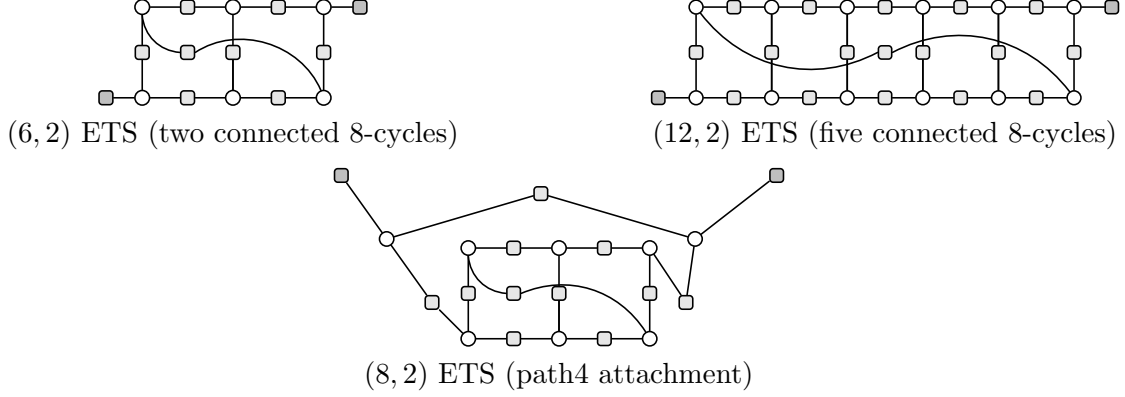 (6, 2) ETS (two connected 8-cycles)
(12, 2) ETS (five connected 8-cycles)
(8, 2) ETS (path4 attachment)